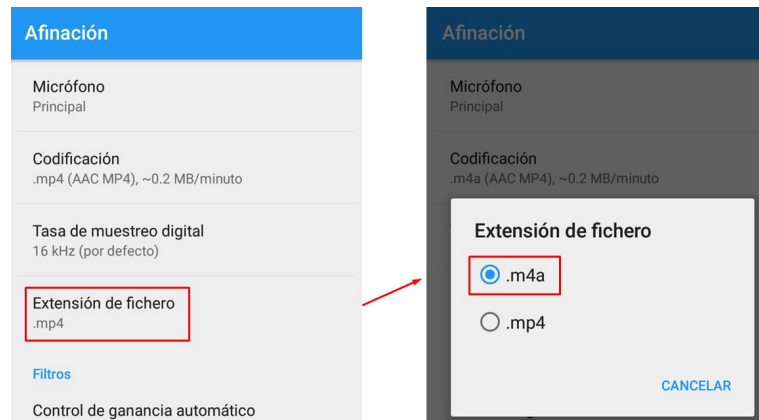 Afinación
Micrófono
Principal
Codificación
.mp4 (AAC MP4), ~0.2 MB/minuto
Tasa de muestreo digital
16 kHz (por defecto)
Extensión de fichero
.mp4
Filtros
Control de ganancia automático
Afinación
Micrófono
Principal
Codificación
.m4a (AAC MP4), ~0.2 MB/minuto
Extensión de fichero
.m4a
.mp4
CANCELAR